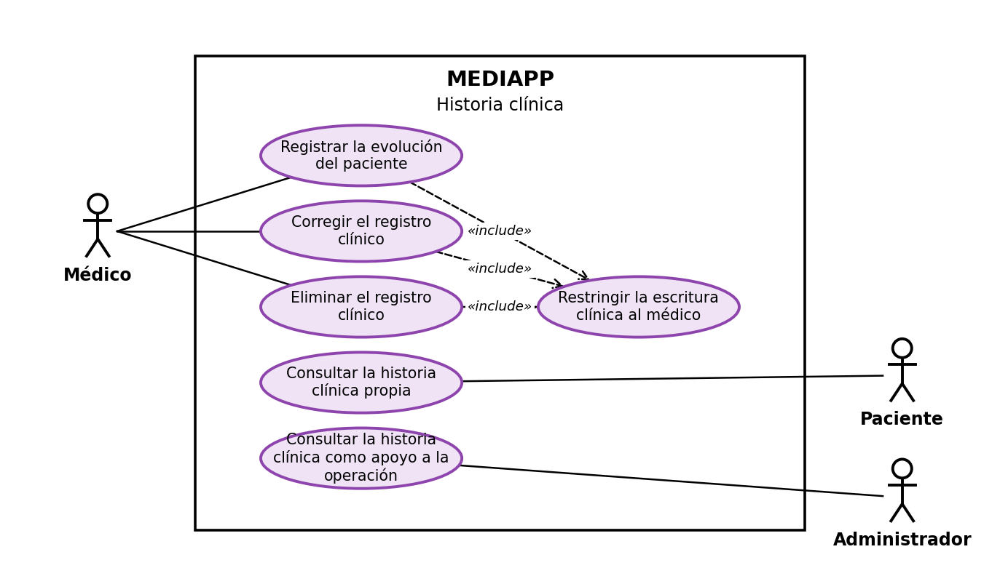 MEDIAPP
Historia clínica
Registrar la evolución
del paciente
Corregir el registro
clínico
«include»
Médico
«include»
Eliminar el registro
clínico
«include»
Restringir la escritura
clínica al médico
Consultar la historia
clínica propia
Paciente
Consultar la historia
clínica como apoyo a la
operación
Administrador